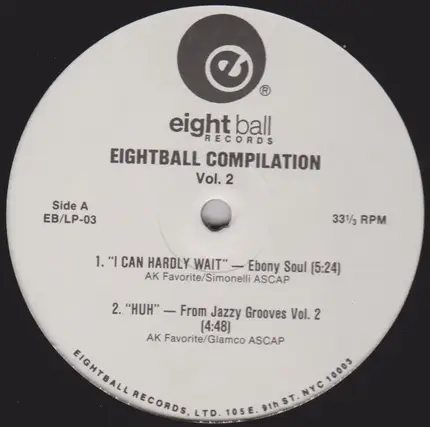 e
®
eight ball
RECORDS
EIGHTBALL COMPILATION
Vol. 2
Side A
EB/LP-03
33⅓ RPM
1. "I CAN HARDLY WAIT" — Ebony Soul (5:24)
AK Favorite/Simonelli ASCAP
2. "HUH" — From Jazzy Grooves Vol. 2
(4:48)
AK Favorite/Glamco ASCAP
EIGHTBALL RECORDS, LTD. 105 E. 9th ST. NYC 10003